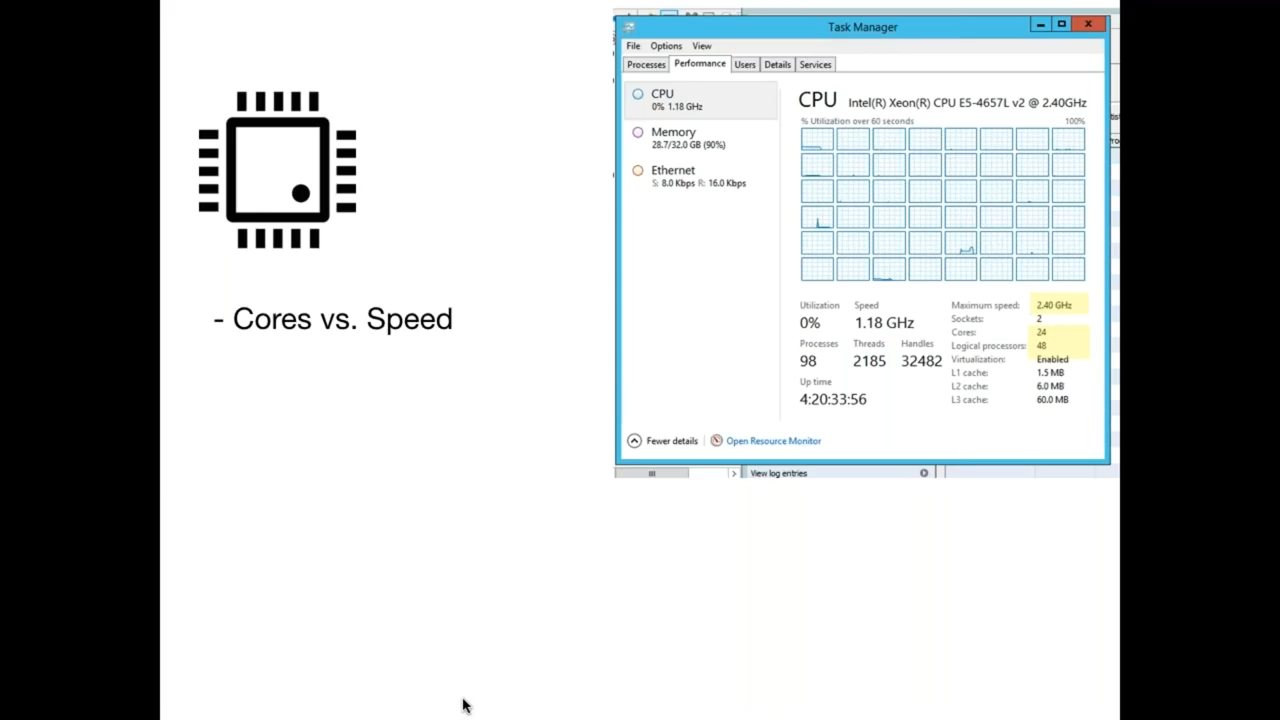 - Cores vs. Speed
Task Manager
File Options View
Processes Performance Users Details Services
CPU
0% 1.18 GHz
Memory
28.7/32.0 GB (90%)
Ethernet
S: 8.0 Kbps R: 16.0 Kbps
CPU Intel(R) Xeon(R) CPU E5-4657L v2 @ 2.40GHz
% Utilization over 60 seconds 100%
Utilization Speed
0% 1.18 GHz
Processes Threads Handles
98 2185 32482
Up time
4:20:33:56
Maximum speed: 2.40 GHz
Sockets: 2
Cores: 24
Logical processors: 48
Virtualization: Enabled
L1 cache: 1.5 MB
L2 cache: 6.0 MB
L3 cache: 60.0 MB
Fewer details Open Resource Monitor
View log entries